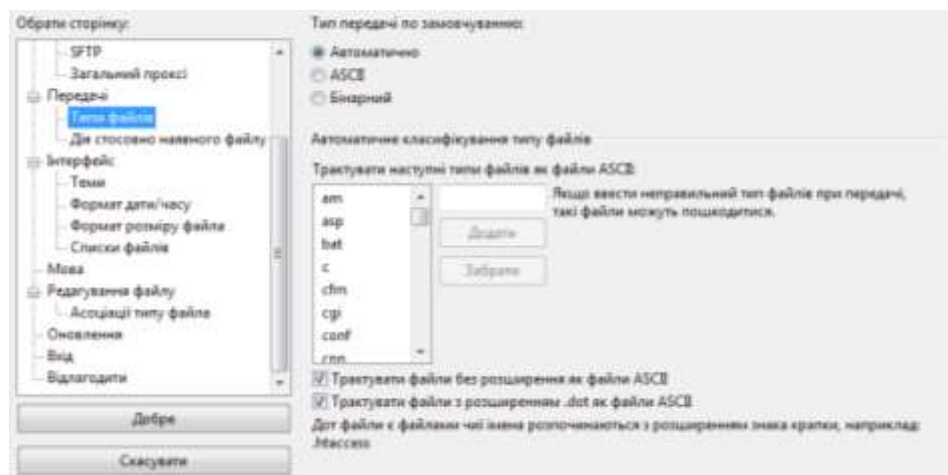 Обрати сторінку:
SFTP
Загальний проксі
Передачі
Типи файлів
Дія стосовно наявного файлу
Інтерфейс
Теми
Формат дати/часу
Формат розміру файла
Списки файлів
Мова
Редагування файлу
Асоціації типу файла
Оновлення
Вхід
Відлагодити
Добре
Скасувати
Тип передачі по замовчуванню:
Автоматично
ASCII
Бінарний
Автоматичне класифікування типу файлів
Трактувати наступні типи файлів як файли ASCII:
am
asp
bat
c
cfm
cgi
conf
Додати
Забрати
Якщо ввести неправильний тип файлів при передачі,
такі файли можуть пошкодитися.
Трактувати файли без розширення як файли ASCII
Трактувати файли з розширенням .dot як файли ASCII
Дот файли є файлами чиї імена розпочинаються з розширенням знака крапки, наприклад:
.htaccess